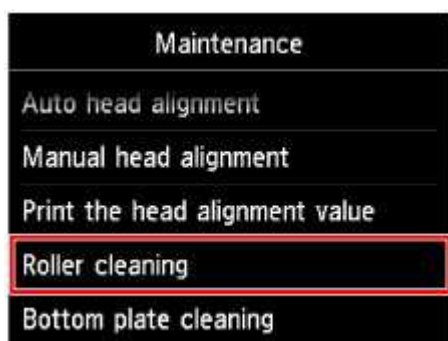 Maintenance
Auto head alignment
Manual head alignment
Print the head alignment value
Roller cleaning
Bottom plate cleaning